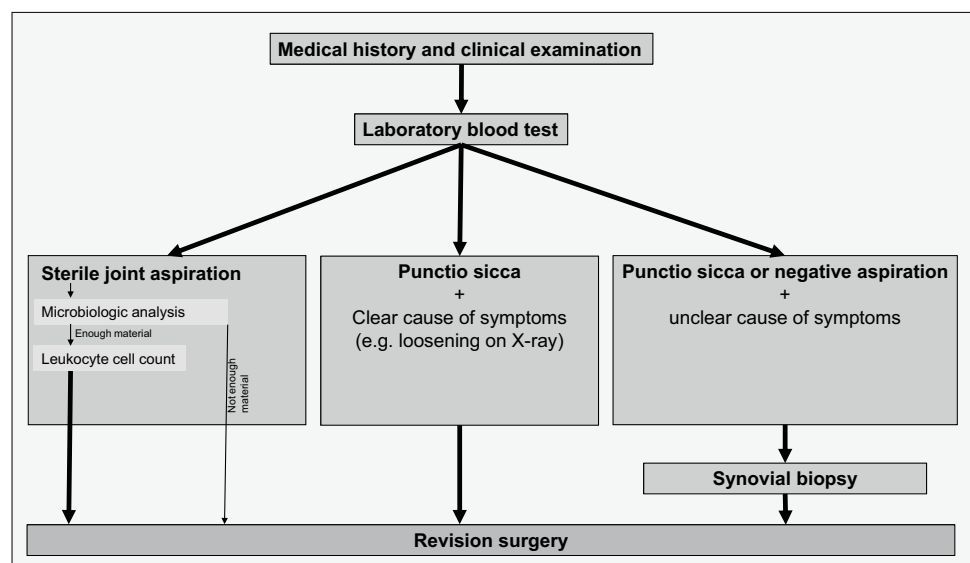 Medical history and clinical examination
Laboratory blood test
Sterile joint aspiration
Microbiologic analysis
Enough material
Leukocyte cell count
Not enough
material
Punctio sicca
+
Clear cause of symptoms
(e.g. loosening on X-ray)
Punctio sicca or negative aspiration
+
unclear cause of symptoms
Synovial biopsy
Revision surgery